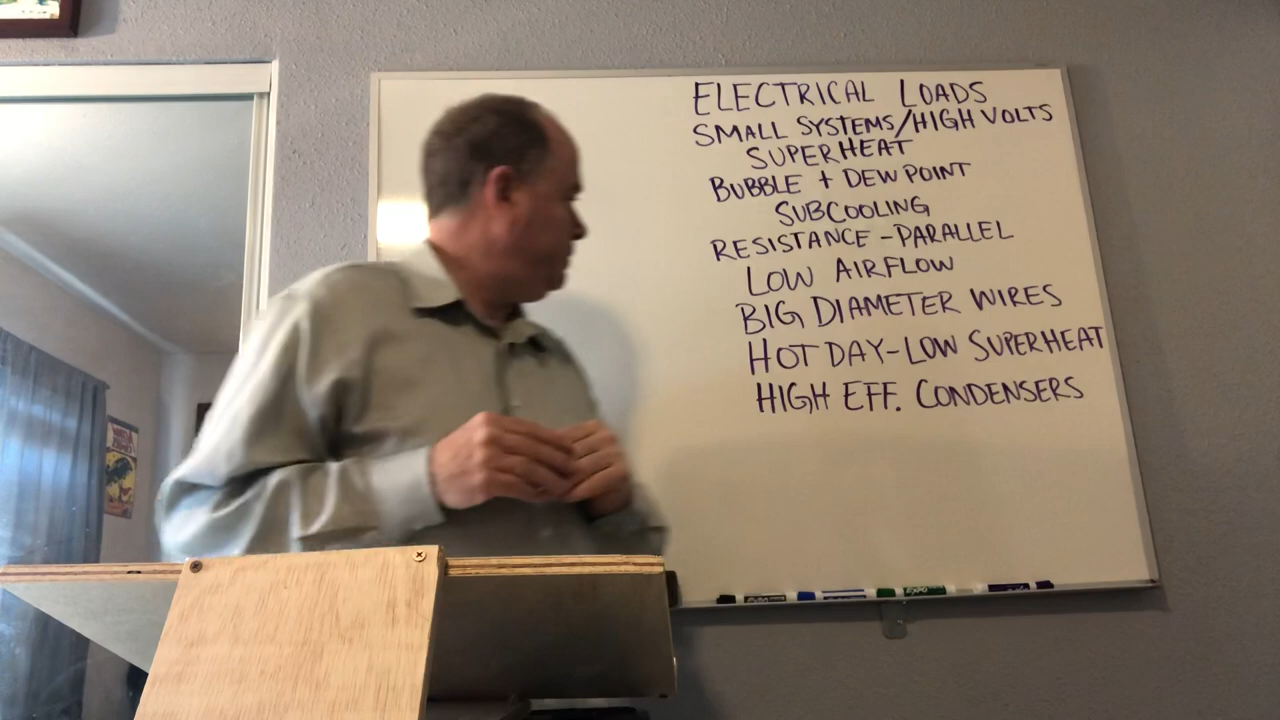 ELECTRICAL LOADS
SMALL SYSTEMS/HIGH VOLTS
SUPERHEAT
BUBBLE + DEW POINT
SUBCOOLING
RESISTANCE - PARALLEL
LOW AIRFLOW
BIG DIAMETER WIRES
HOT DAY - LOW SUPERHEAT
HIGH EFF. CONDENSERS
EXPO